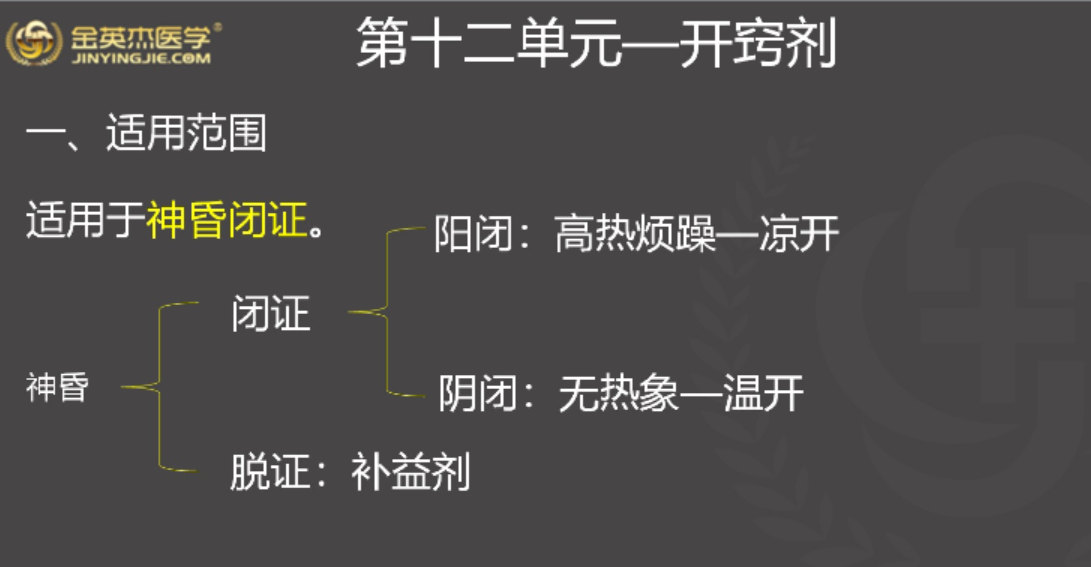 金英杰医学®
JINYINGJIE.COM
第十二单元—开窍剂
一、适用范围
适用于神昏闭证。
阳闭：高热烦躁—凉开
闭证
神昏
阴闭：无热象—温开
脱证：补益剂